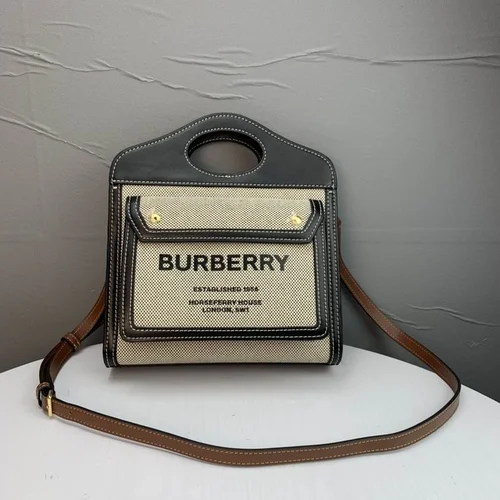 BURBERRY
ESTABLISHED 1856
HORSEFERRY HOUSE
LONDON, SW1